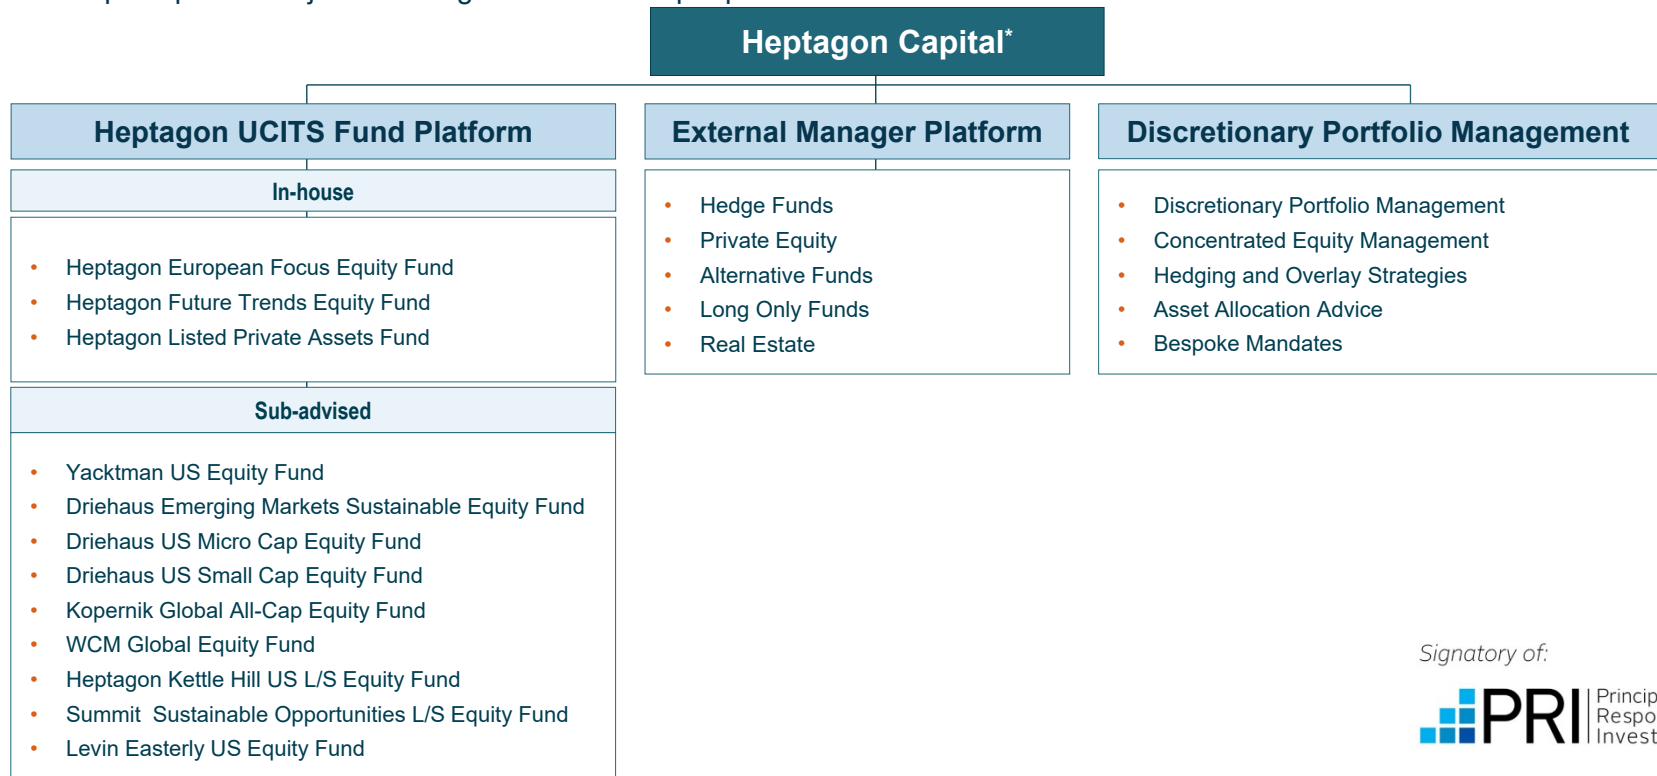 Heptagon Capital*
Heptagon UCITS Fund Platform
In-house
• Heptagon European Focus Equity Fund
• Heptagon Future Trends Equity Fund
• Heptagon Listed Private Assets Fund
Sub-advised
• Yacktman US Equity Fund
• Driehaus Emerging Markets Sustainable Equity Fund
• Driehaus US Micro Cap Equity Fund
• Driehaus US Small Cap Equity Fund
• Kopernik Global All-Cap Equity Fund
• WCM Global Equity Fund
• Heptagon Kettle Hill US L/S Equity Fund
• Summit Sustainable Opportunities L/S Equity Fund
• Levin Easterly US Equity Fund
External Manager Platform
• Hedge Funds
• Private Equity
• Alternative Funds
• Long Only Funds
• Real Estate
Discretionary Portfolio Management
• Discretionary Portfolio Management
• Concentrated Equity Management
• Hedging and Overlay Strategies
• Asset Allocation Advice
• Bespoke Mandates
Signatory of:
PRI
Princip
Respo
Invest